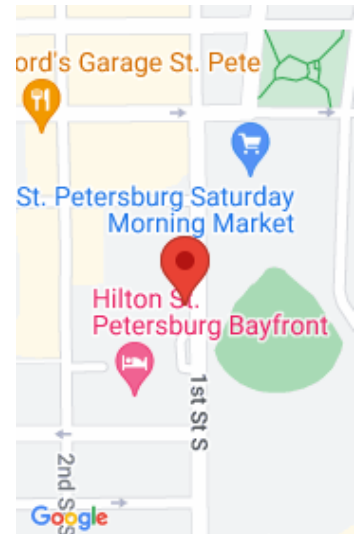 ord's Garage St. Pete
St. Petersburg Saturday
Morning Market
Hilton St.
Petersburg Bayfront
1st St S
2nd St S
Google